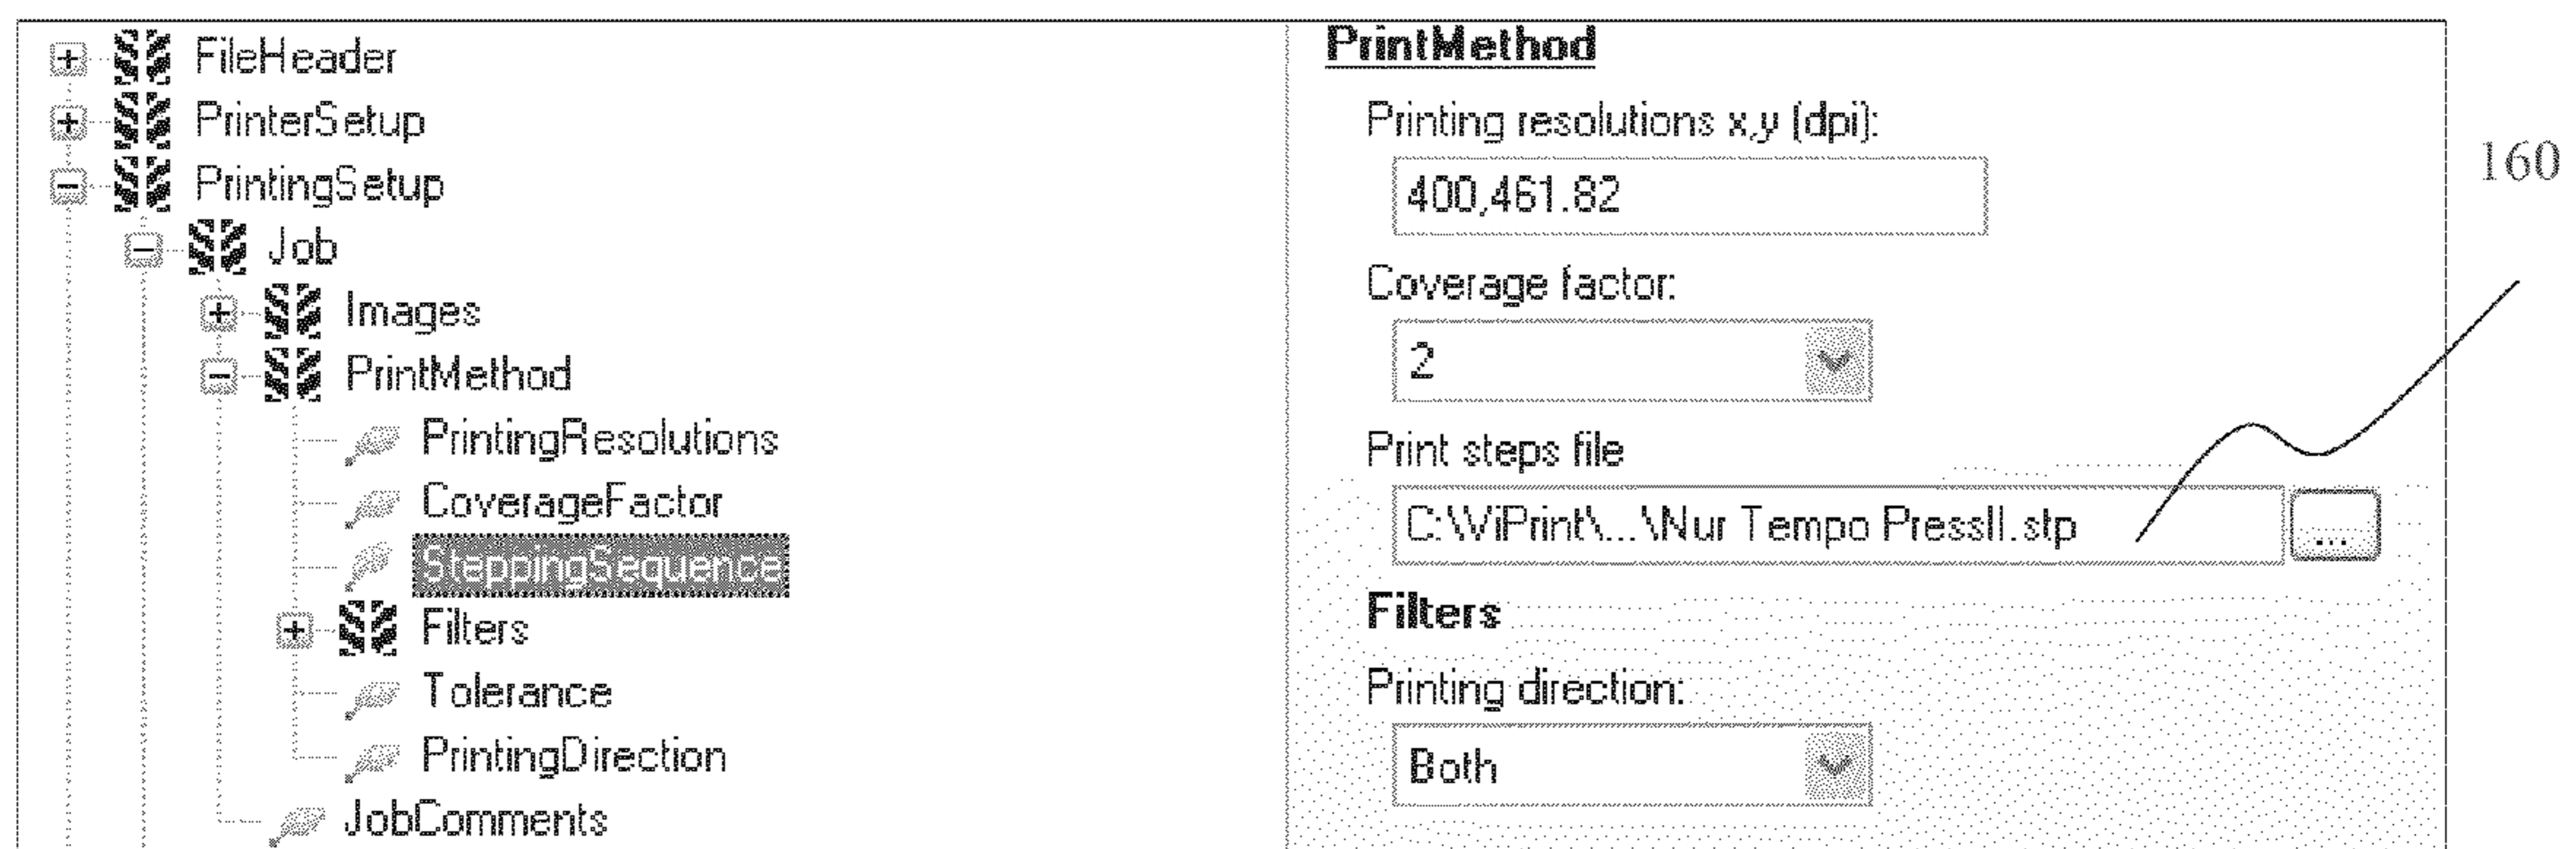 FileHeader
PrinterSetup
PrintingSetup
Job
Images
PrintMethod
PrintingResolutions
CoverageFactor
SteppingSequence
Filters
Tolerance
PrintingDirection
JobComments
PrintMethod
Printing resolutions x,y (dpi):
400,461.82
Coverage factor:
2
Print steps file
C:\ViPrint\...\Nur Tempo PressII.stp
...
Filters
Printing direction:
Both
160